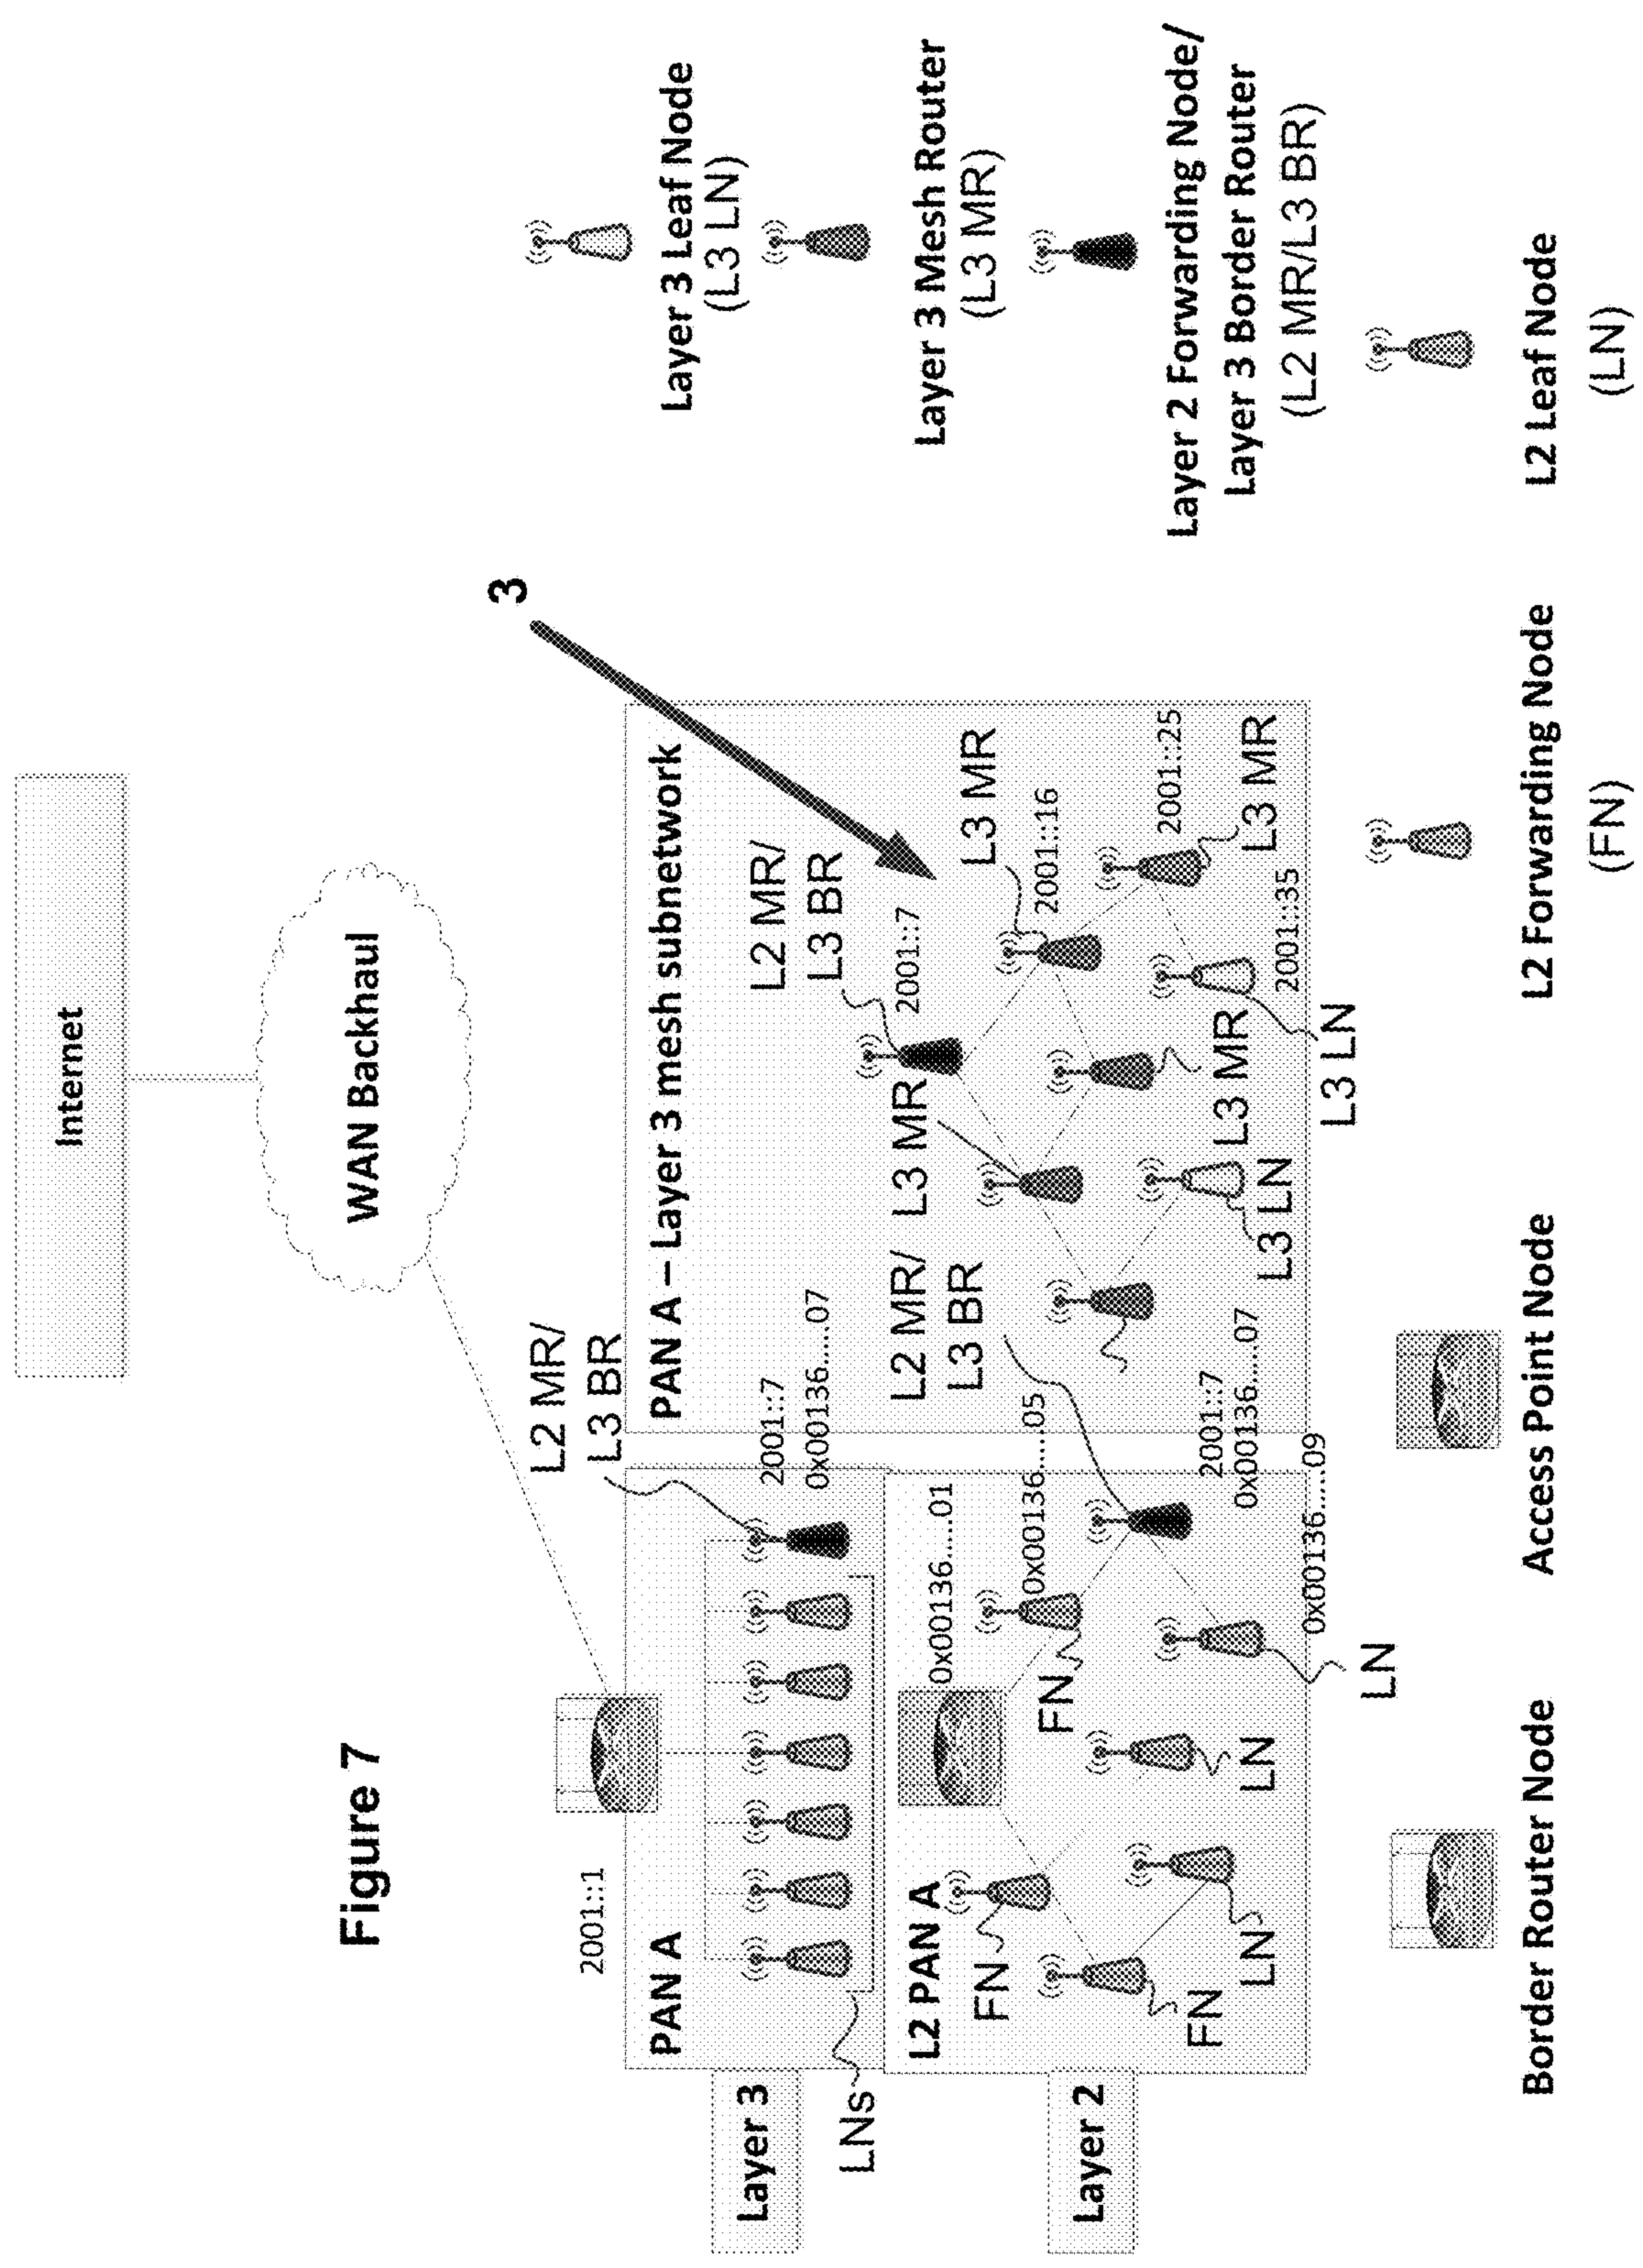 Figure 7
Internet
WAN Backhaul
2001::1
L2 MR/
L3 BR
3
Layer 3
PAN A
2001::7
0x00136.....07
LNs
PAN A – Layer 3 mesh subnetwork
L2 MR/
L3 BR
2001::7
L3 MR
L3 MR
2001::16
2001::25
L3 MR
L3 MR
L3 LN
2001::35
L3 LN
Layer 2
L2 PAN A
0x00136.....01
0x00136.....05
L2 MR/
L3 BR
2001::7
0x00136.....07
0x00136.....09
FN
FN
FN
LN
LN
LN
Layer 3 Leaf Node
(L3 LN)
Layer 3 Mesh Router
(L3 MR)
Layer 2 Forwarding Node/
Layer 3 Border Router
(L2 MR/L3 BR)
Border Router Node
Access Point Node
L2 Forwarding Node
(FN)
L2 Leaf Node
(LN)